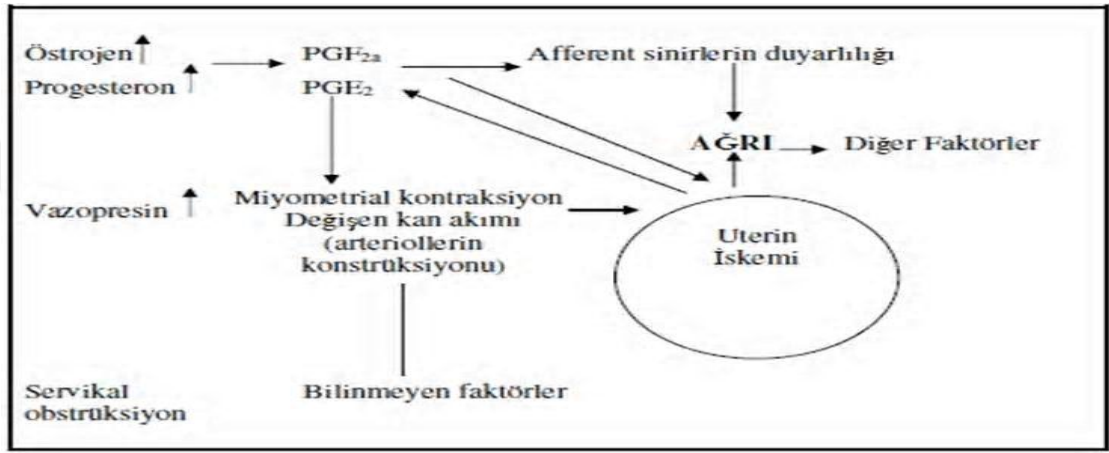 Östrojen
Progesteron
PGF2a
PGE2
Afferent sinirlerin duyarlılığı
AĞRI
Diğer Faktörler
Vazopresin
Miyometrial kontraksiyon
Değişen kan akımı
(arteriollerin
konstrüksiyonu)
Uterin
İskemi
Servikal
obstrüksiyon
Bilinmeyen faktörler